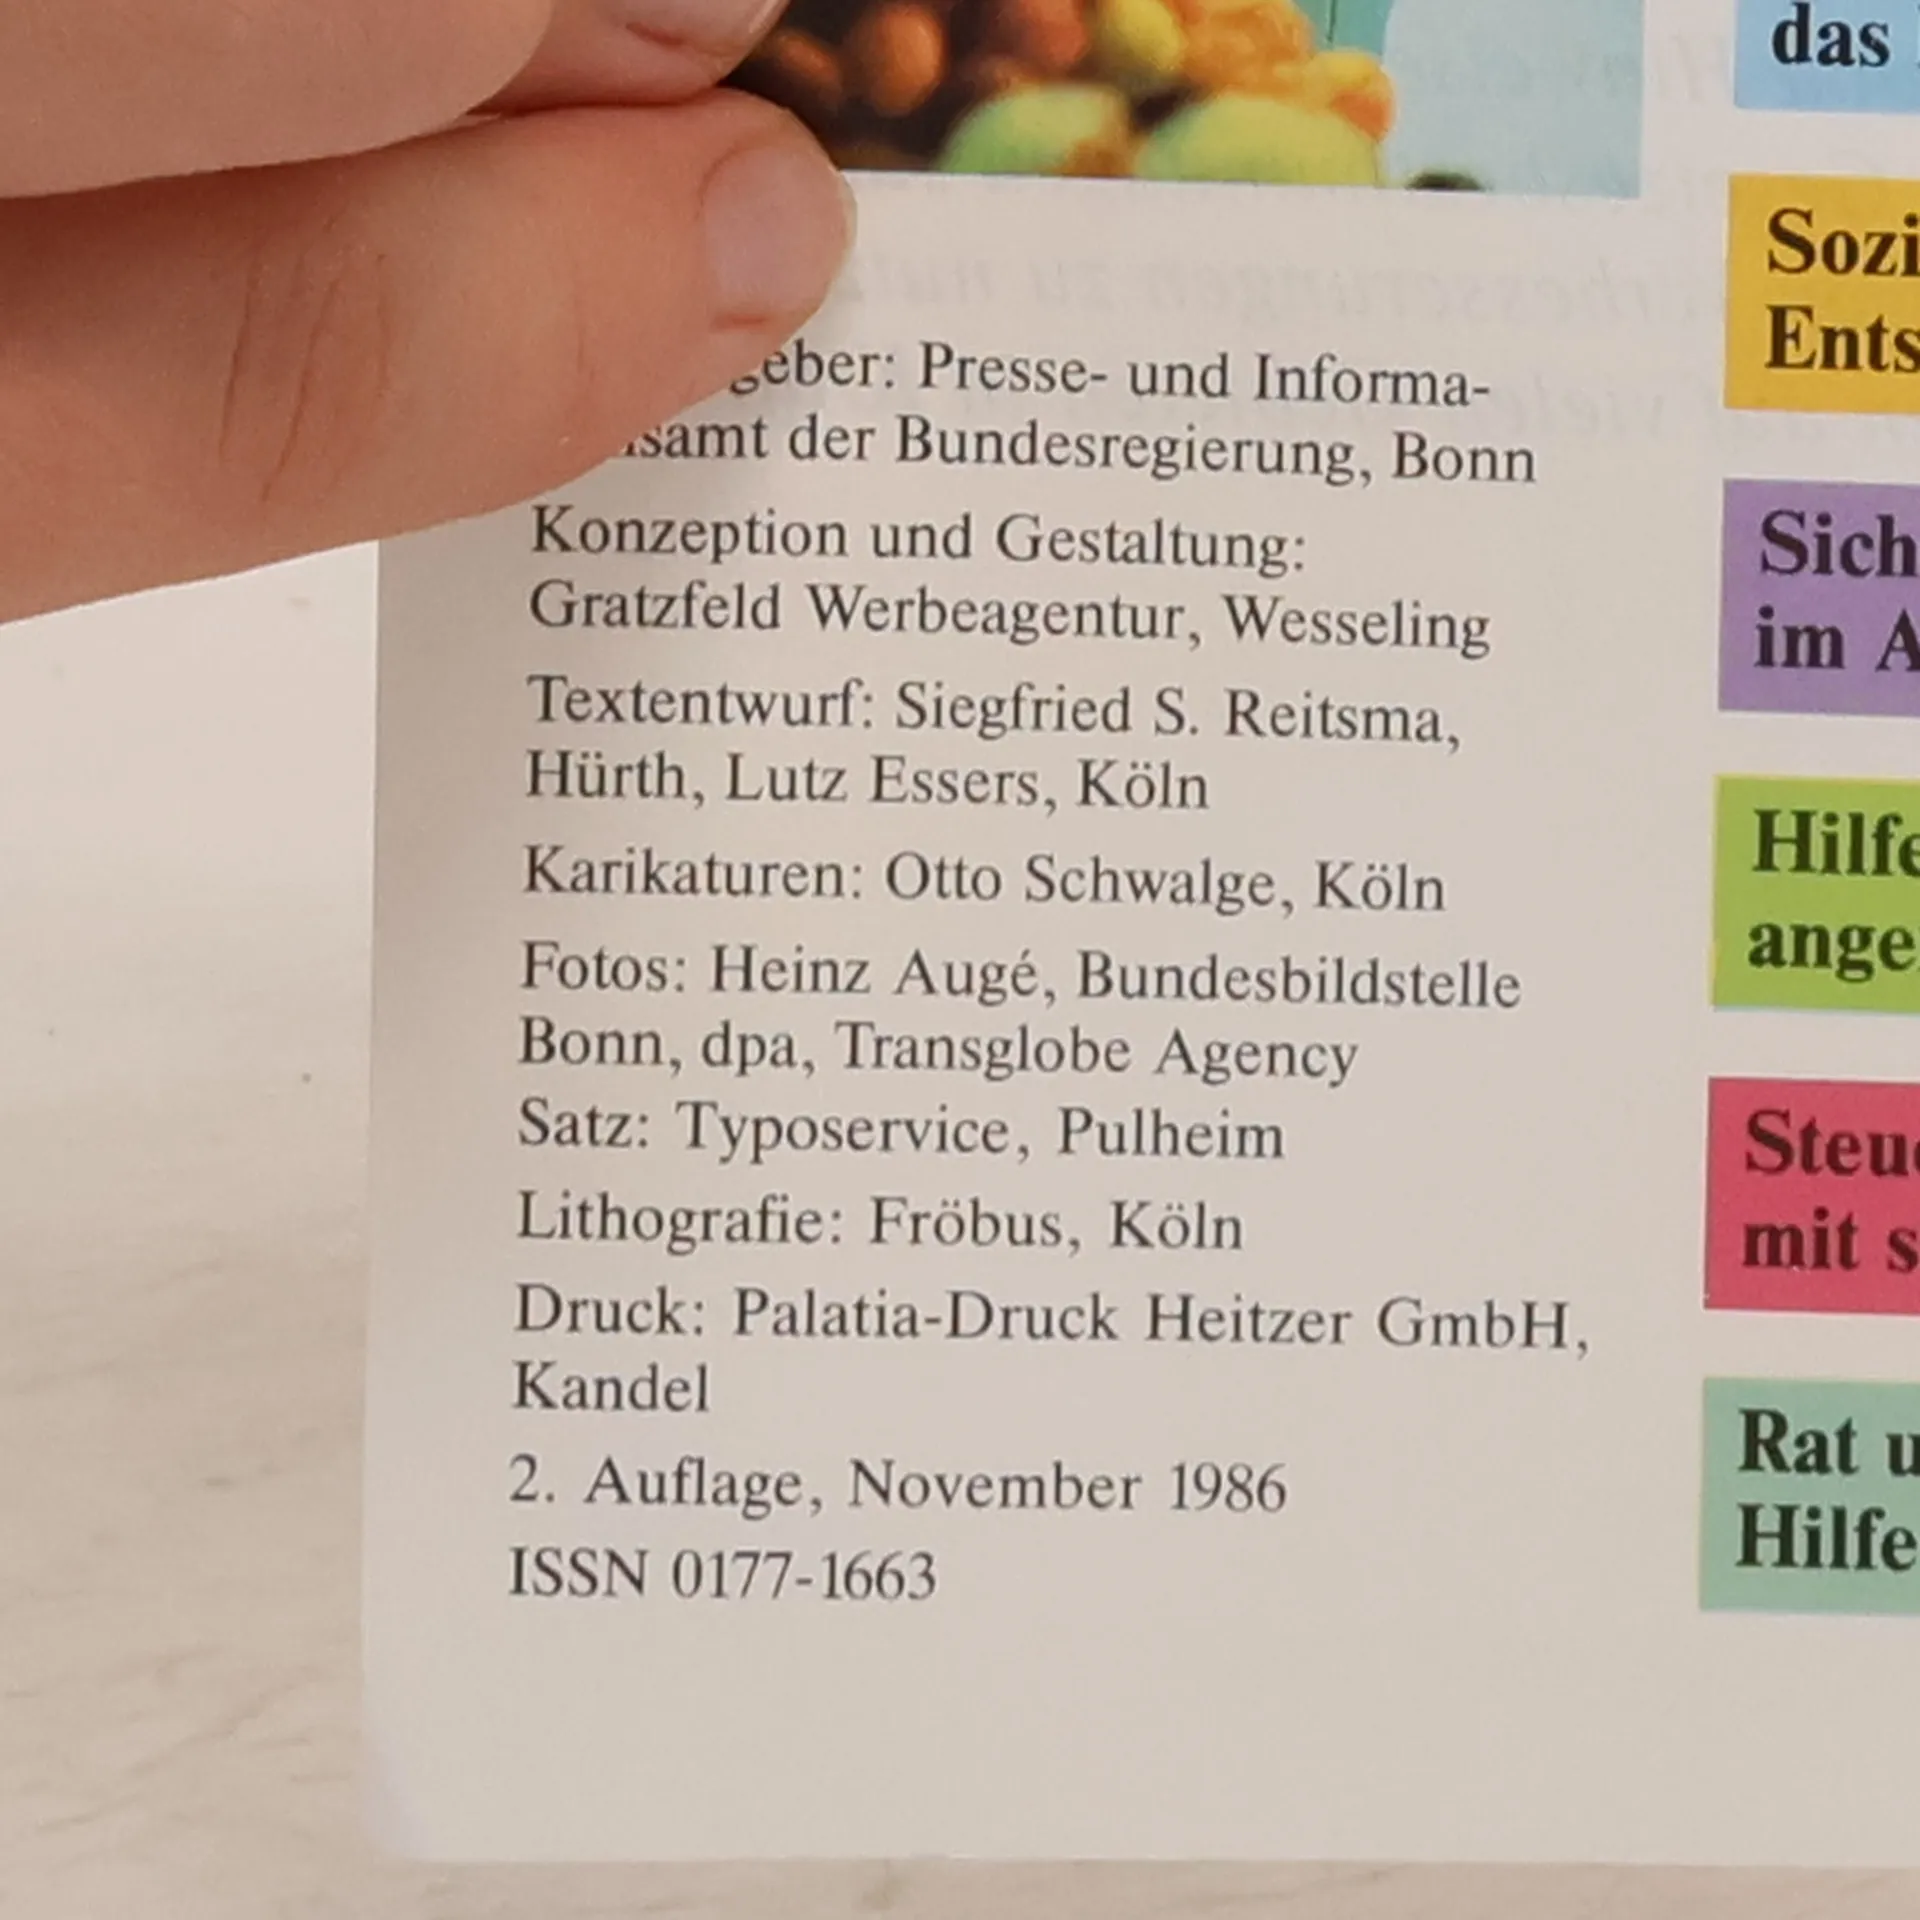 Presse- und Informa-
der Bundesregierung, Bonn
Konzeption und Gestaltung:
Gratzfeld Werbeagentur, Wesseling
Textentwurf: Siegfried S. Reitsma,
Hürth, Lutz Essers, Köln
Karikaturen: Otto Schwalge, Köln
Fotos: Heinz Augé, Bundesbildstelle
Bonn, dpa, Transglobe Agency
Satz: Typoservice, Pulheim
Lithografie: Fröbus, Köln
Druck: Palatia-Druck Heitzer GmbH,
Kandel
2. Auflage, November 1986
ISSN 0177-1663
das
Sozi
Ents
Sich
im A
Hilfe
ange
Steu
mit s
Rat u
Hilfe